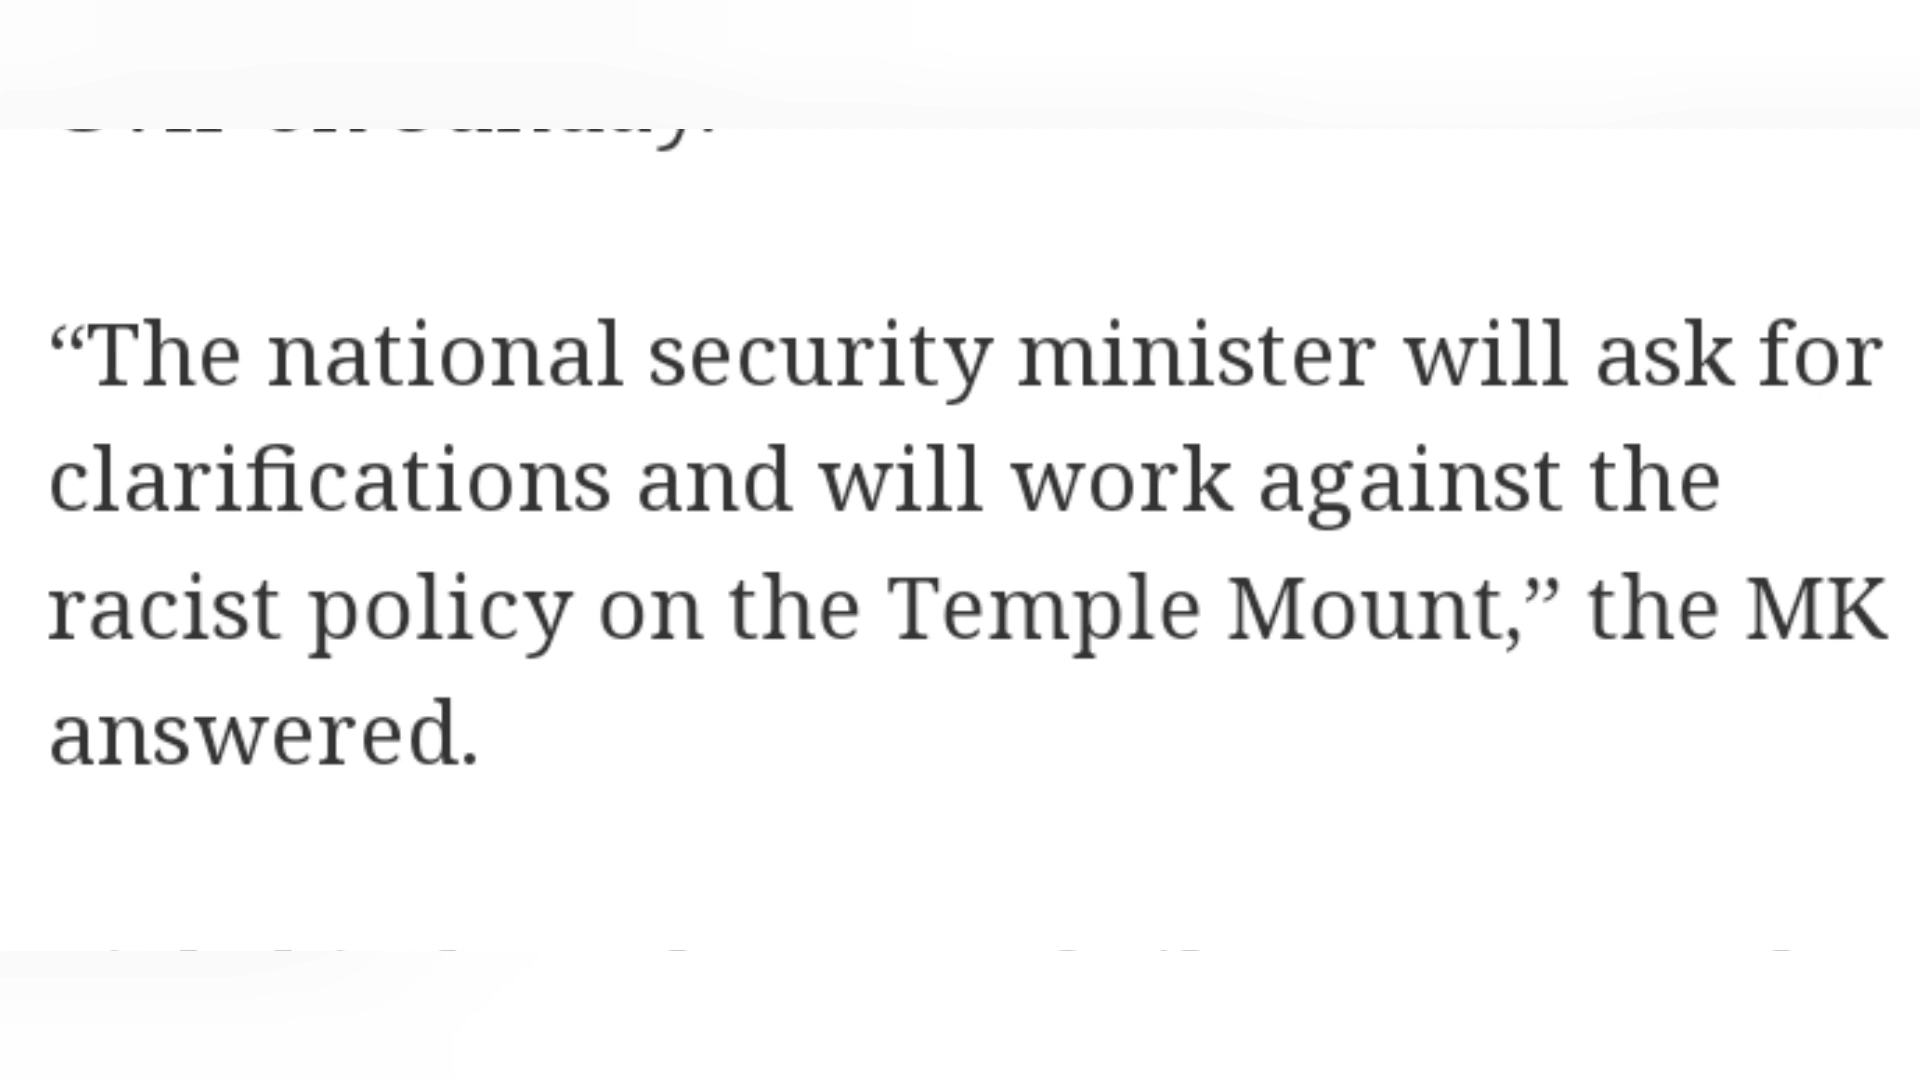 “The national security minister will ask for
clarifications and will work against the
racist policy on the Temple Mount,” the MK
answered.